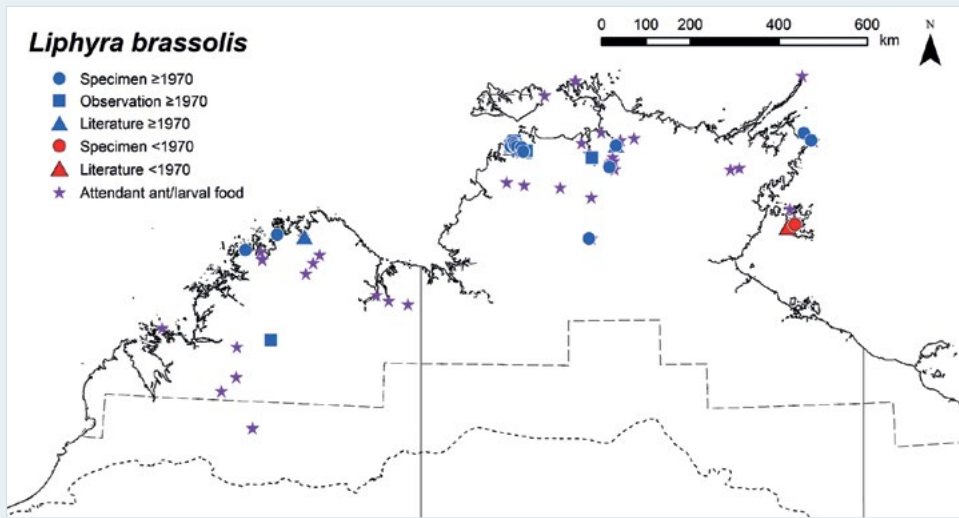 Liphyra brassolis
Specimen ≥1970
Observation ≥1970
Literature ≥1970
Specimen <1970
Literature <1970
Attendant ant/larval food
0 100 200 400 600
km
N